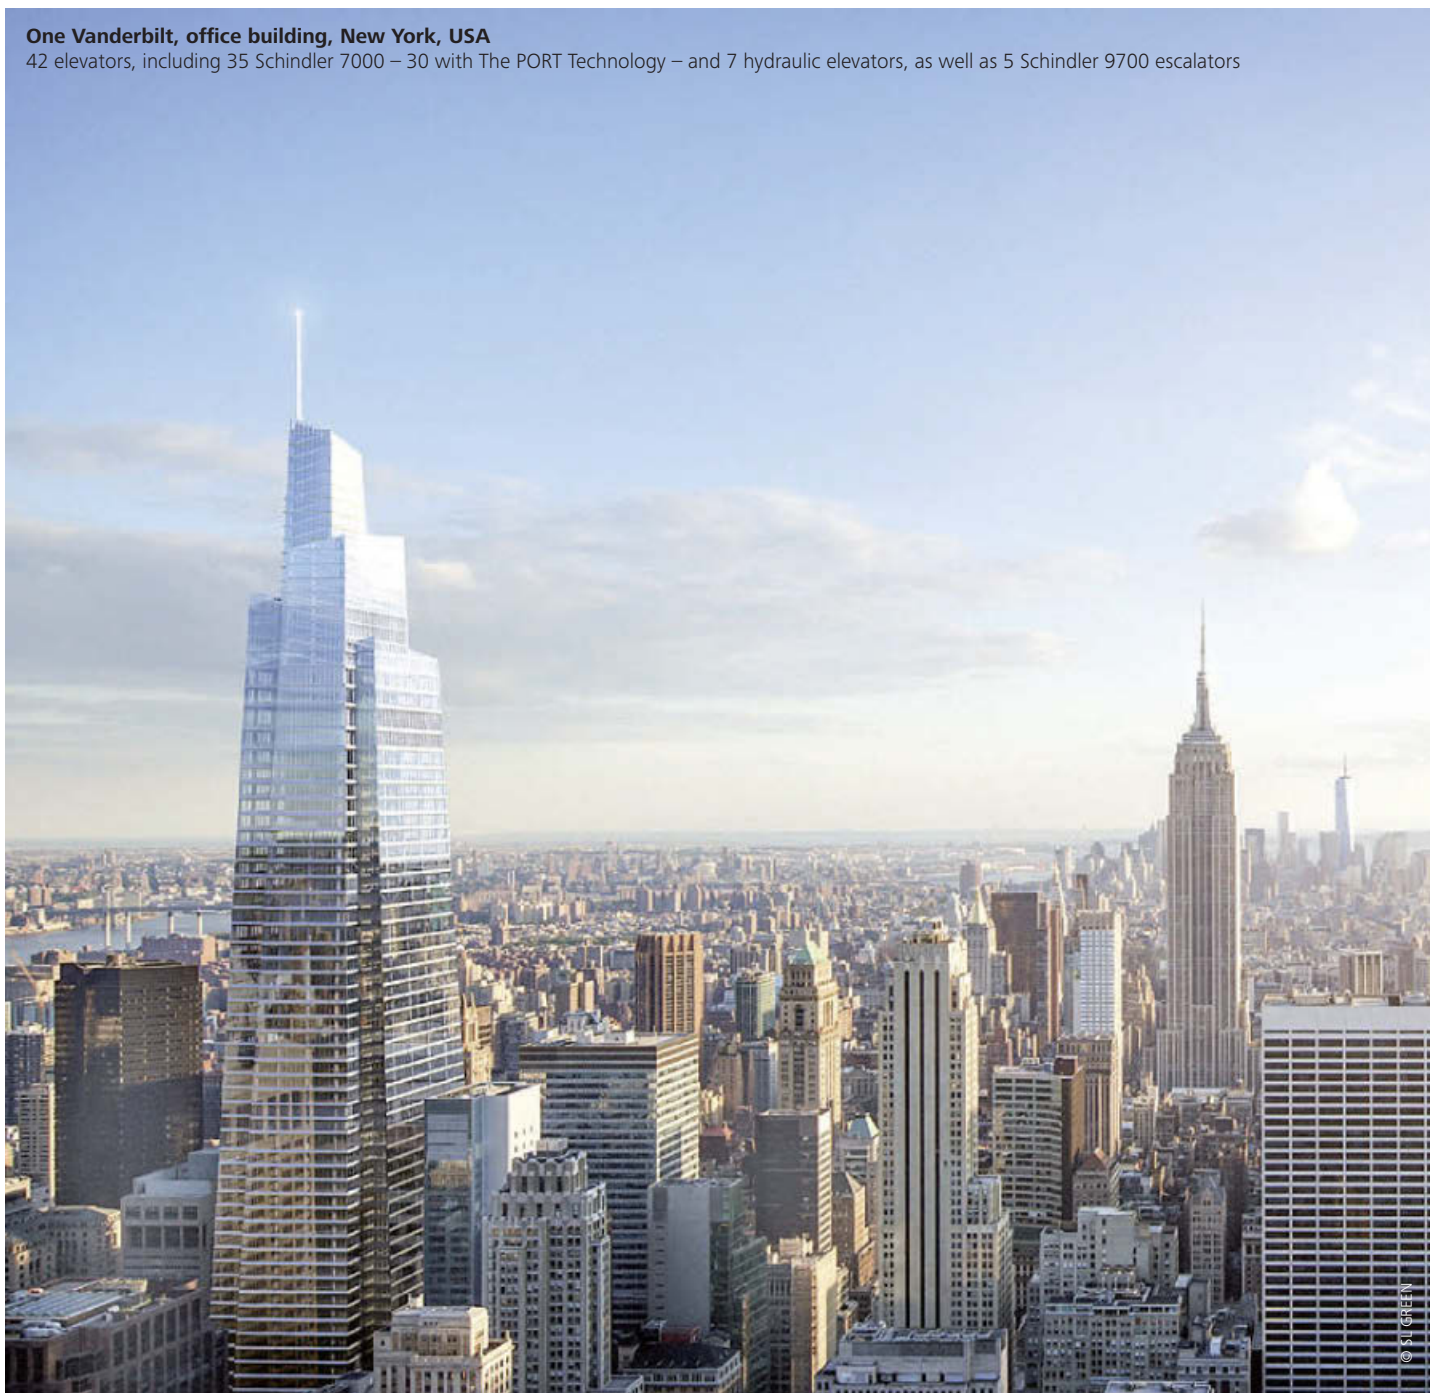 One Vanderbilt, office building, New York, USA
42 elevators, including 35 Schindler 7000 – 30 with The PORT Technology – and 7 hydraulic elevators, as well as 5 Schindler 9700 escalators
© SL GREEN